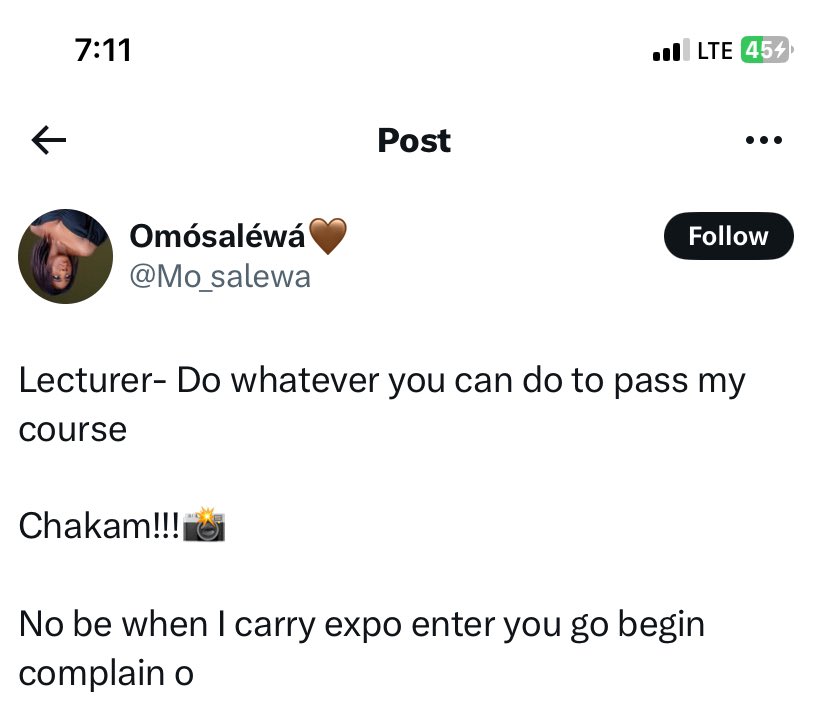 7:11
LTE 45
Post
Omósaléwá🤎
Follow
@Mo_salewa
Lecturer- Do whatever you can do to pass my
course
Chakam!!!📸
No be when I carry expo enter you go begin
complain o